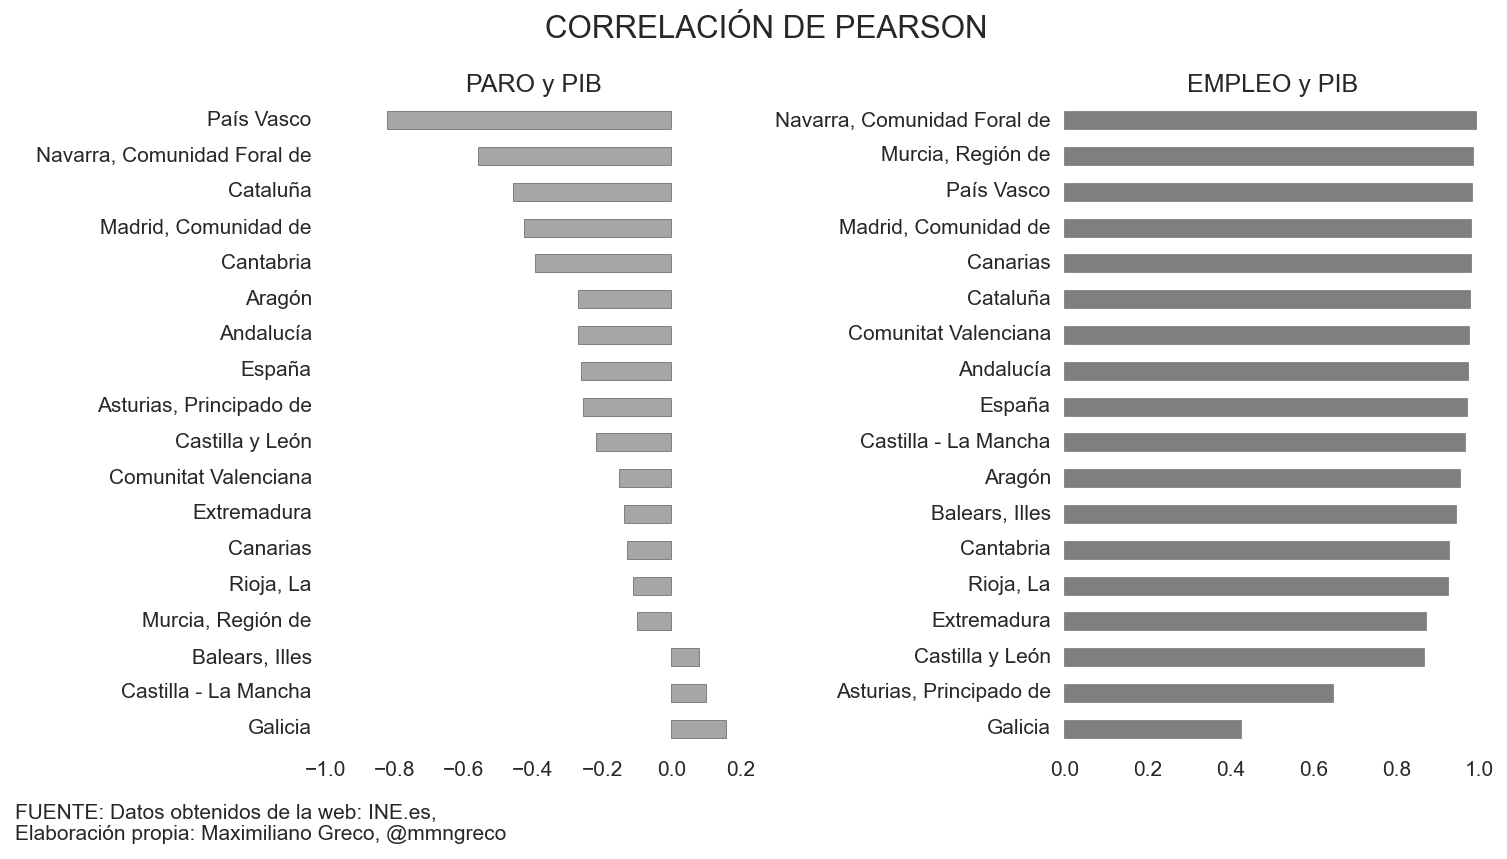 CORRELACIÓN DE PEARSON
PARO y PIB
País Vasco
Navarra, Comunidad Foral de
Cataluña
Madrid, Comunidad de
Cantabria
Aragón
Andalucía
España
Asturias, Principado de
Castilla y León
Comunitat Valenciana
Extremadura
Canarias
Rioja, La
Murcia, Región de
Balears, Illes
Castilla - La Mancha
Galicia
−1.0 −0.8 −0.6 −0.4 −0.2 0.0 0.2
EMPLEO y PIB
Navarra, Comunidad Foral de
Murcia, Región de
País Vasco
Madrid, Comunidad de
Canarias
Cataluña
Comunitat Valenciana
Andalucía
España
Castilla - La Mancha
Aragón
Balears, Illes
Cantabria
Rioja, La
Extremadura
Castilla y León
Asturias, Principado de
Galicia
0.0 0.2 0.4 0.6 0.8 1.0
FUENTE: Datos obtenidos de la web: INE.es,
Elaboración propia: Maximiliano Greco, @mmngreco